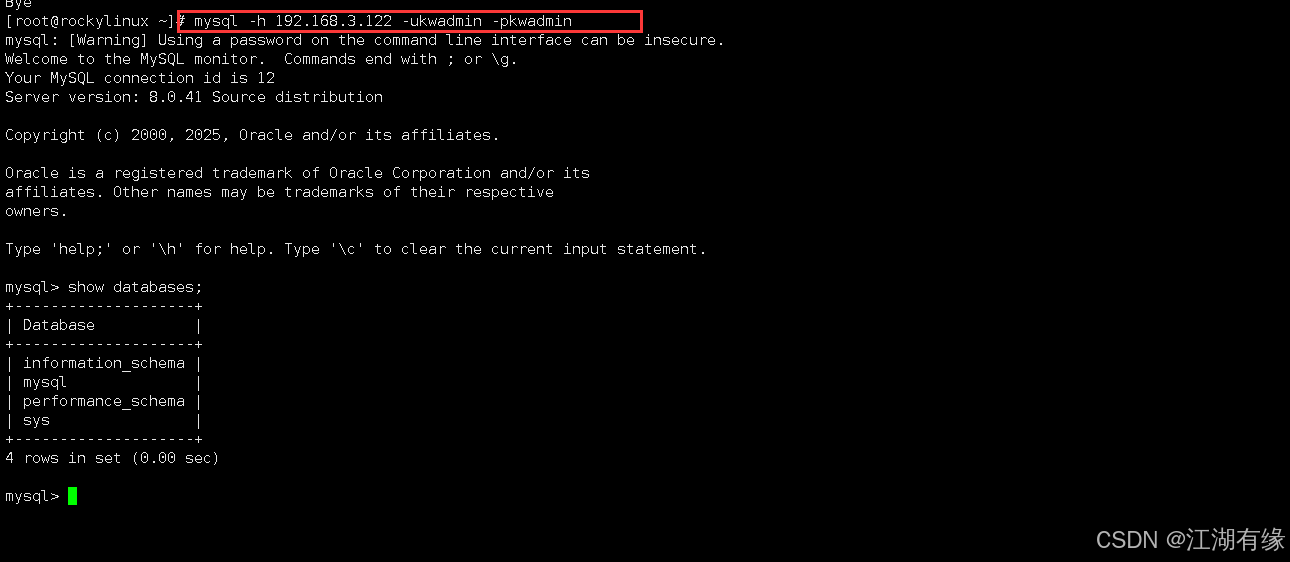 Bye
[root@rockylinux ~]# mysql -h 192.168.3.122 -ukwadmin -pkwadmin
mysql: [Warning] Using a password on the command line interface can be insecure.
Welcome to the MySQL monitor.  Commands end with ; or \g.
Your MySQL connection id is 12
Server version: 8.0.41 Source distribution
Copyright (c) 2000, 2025, Oracle and/or its affiliates.
Oracle is a registered trademark of Oracle Corporation and/or its
affiliates. Other names may be trademarks of their respective
owners.
Type 'help;' or '\h' for help. Type '\c' to clear the current input statement.
mysql> show databases;
+--------------------+
| Database           |
+--------------------+
| information_schema |
| mysql              |
| performance_schema |
| sys                |
+--------------------+
4 rows in set (0.00 sec)
mysql>
CSDN @江湖有缘